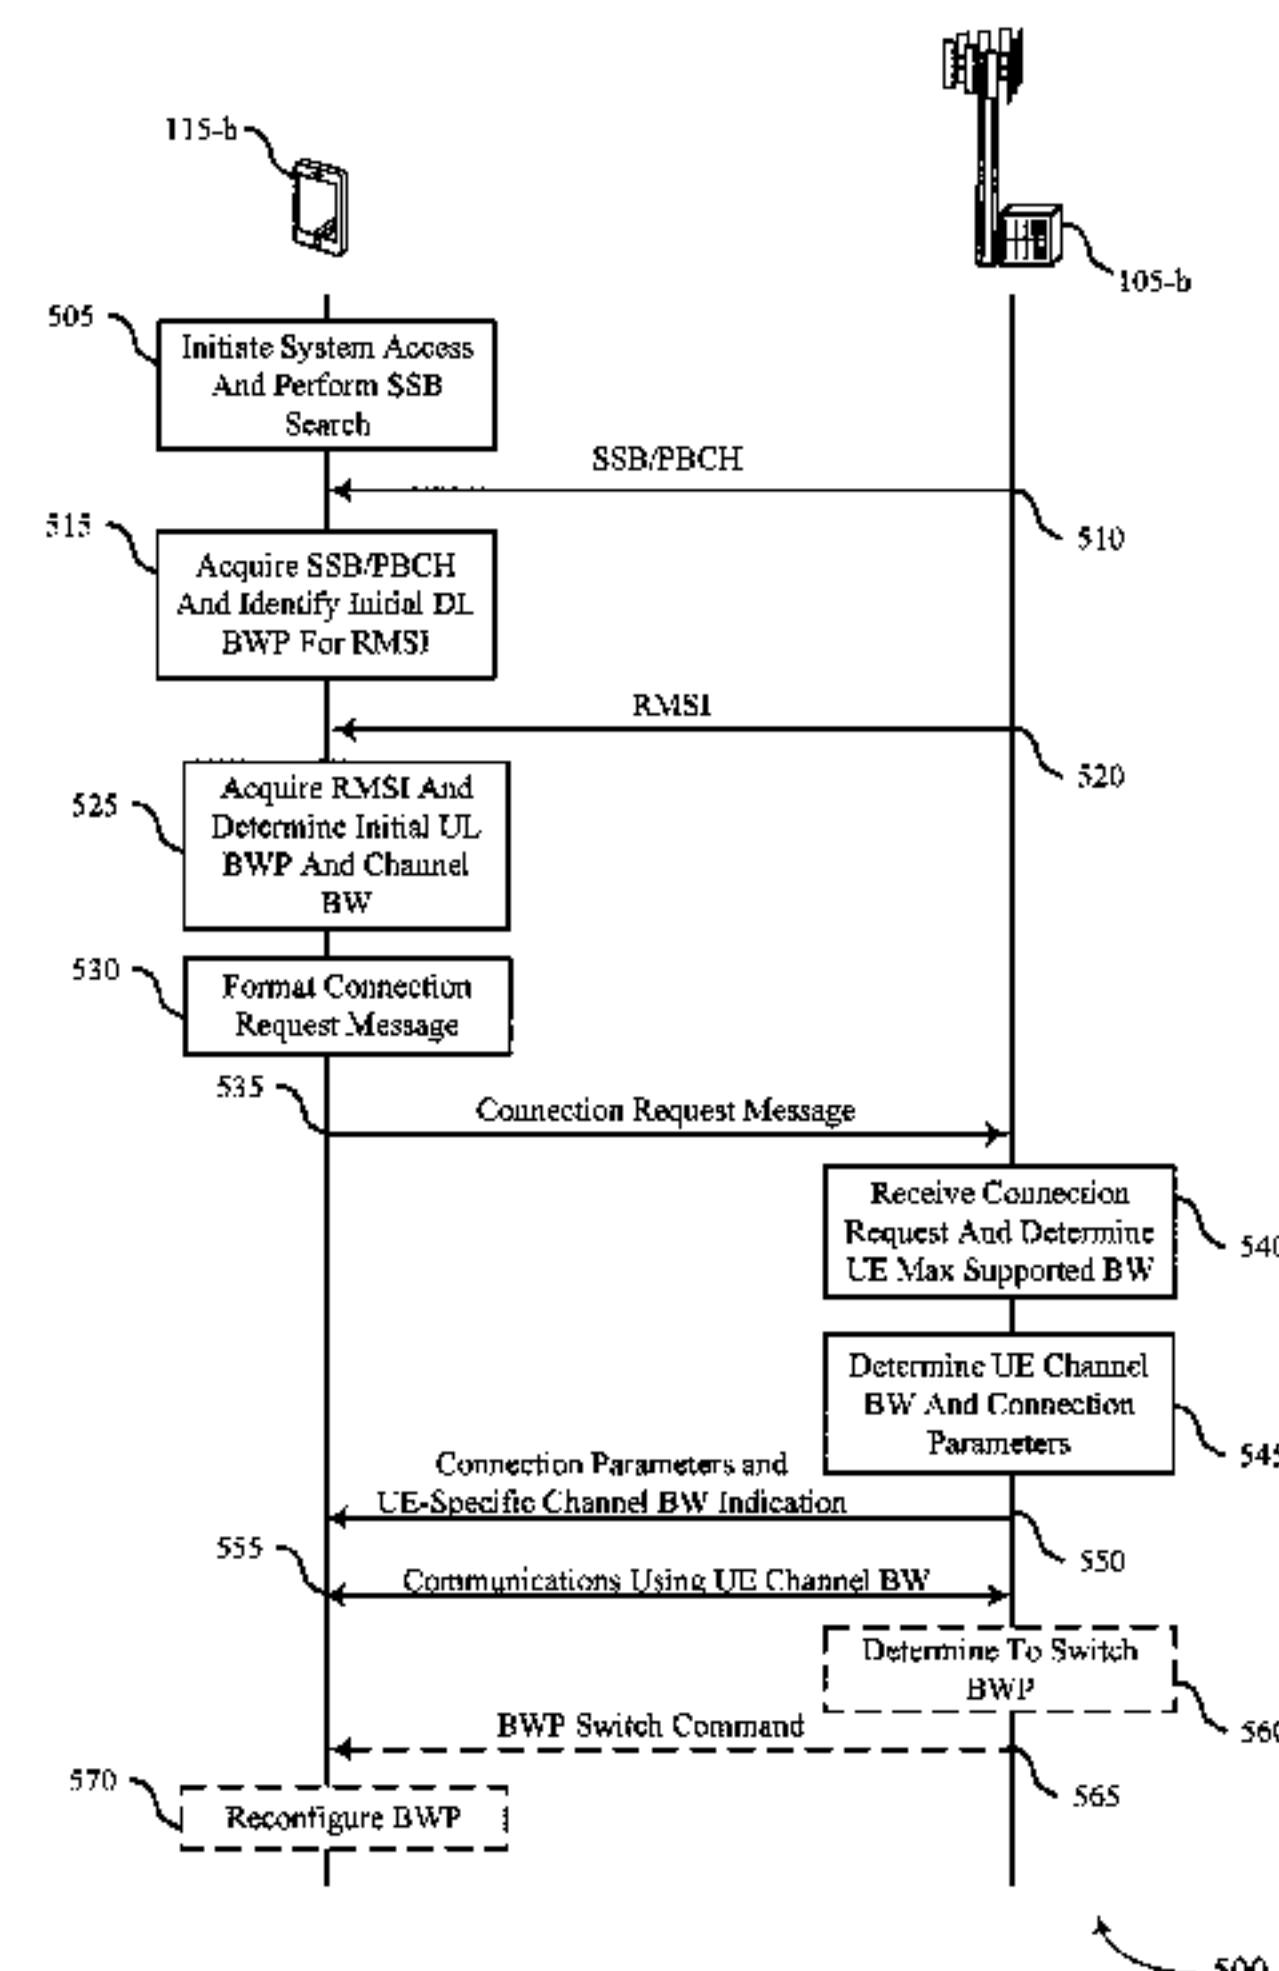 115-b
105-b
505
Initiate System Access
And Perform SSB
Search
SSB/PBCH
510
515
Acquire SSB/PBCH
And Identify Initial DL
BWP For RMSI
RMSI
520
525
Acquire RMSI And
Determine Initial UL
BWP And Channel
BW
530
Format Connection
Request Message
535
Connection Request Message
Receive Connection
Request And Determine
UE Max Supported BW
540
Determine UE Channel
BW And Connection
Parameters
545
Connection Parameters and
UE-Specific Channel BW Indication
550
555
Communications Using UE Channel BW
Determine To Switch
BWP
560
BWP Switch Command
565
570
Reconfigure BWP
500